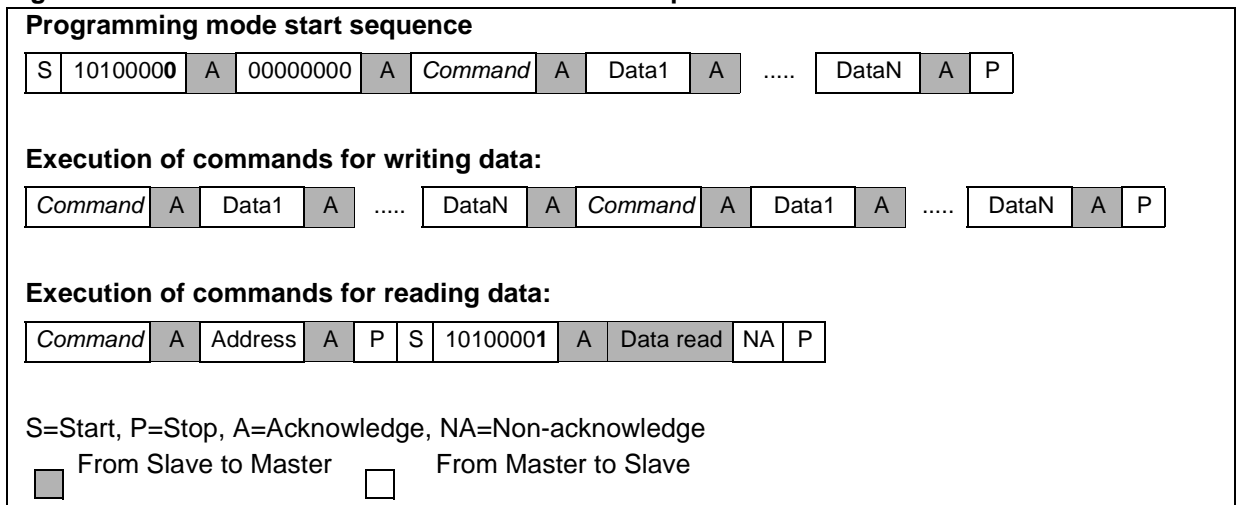 Programming mode start sequence
S 10100000 A 00000000 A Command A Data1 A ..... DataN A P
Execution of commands for writing data:
Command A Data1 A ..... DataN A Command A Data1 A ..... DataN A P
Execution of commands for reading data:
Command A Address A P S 10100001 A Data read NA P
S=Start, P=Stop, A=Acknowledge, NA=Non-acknowledge
From Slave to Master From Master to Slave